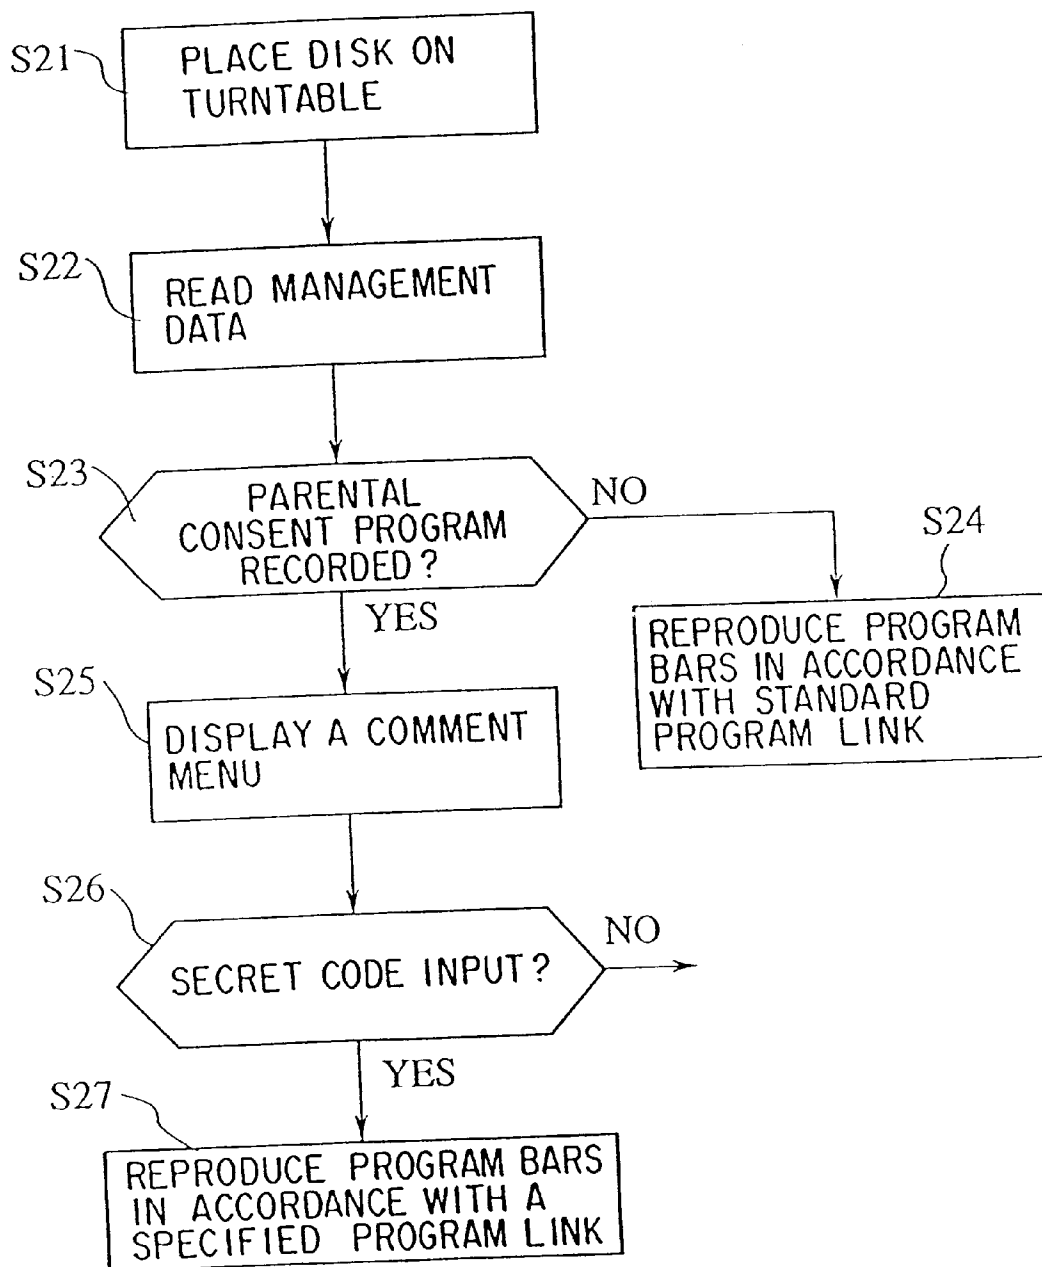 S21
PLACE DISK ON
TURNTABLE
S22
READ MANAGEMENT
DATA
S23
PARENTAL
CONSENT PROGRAM
RECORDED?
NO
YES
S24
REPRODUCE PROGRAM
BARS IN ACCORDANCE
WITH STANDARD
PROGRAM LINK
S25
DISPLAY A COMMENT
MENU
S26
SECRET CODE INPUT?
NO
YES
S27
REPRODUCE PROGRAM BARS
IN ACCORDANCE WITH A
SPECIFIED PROGRAM LINK